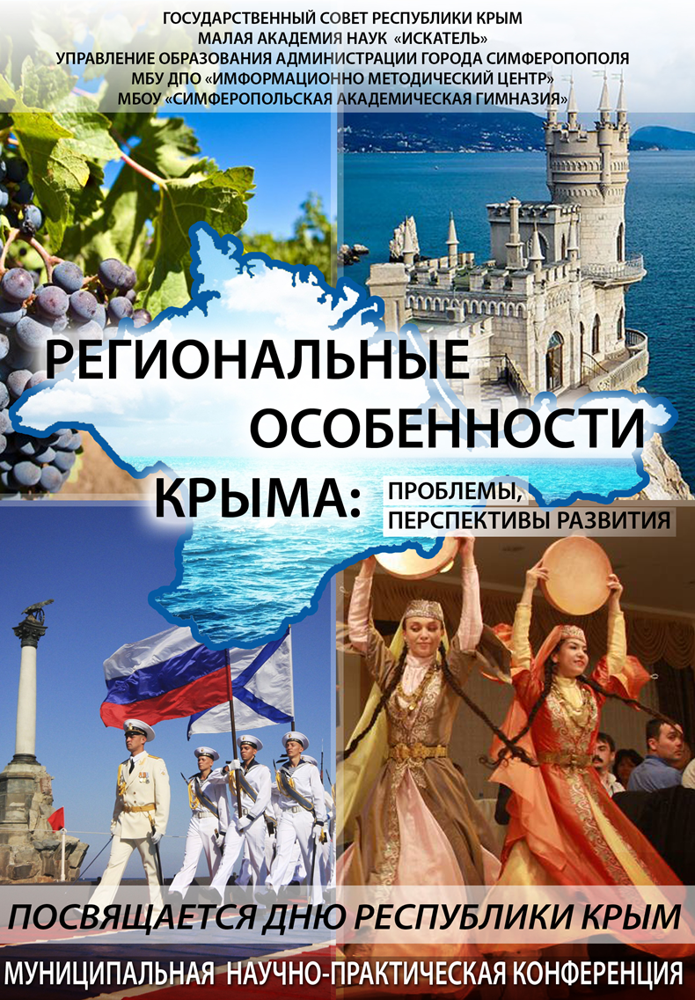 ГОСУДАРСТВЕННЫЙ СОВЕТ РЕСПУБЛИКИ КРЫМ
МАЛАЯ АКАДЕМИЯ НАУК «ИСКАТЕЛЬ»
УПРАВЛЕНИЕ ОБРАЗОВАНИЯ АДМИНИСТРАЦИИ ГОРОДА СИМФЕРОПОПОЛЯ
МБУ ДПО «ИМФОРМАЦИОННО МЕТОДИЧЕСКИЙ ЦЕНТР»
МБОУ «СИМФЕРОПОЛЬСКАЯ АКАДЕМИЧЕСКАЯ ГИМНАЗИЯ»
РЕГИОНАЛЬНЫЕ
ОСОБЕННОСТИ
КРЫМА:
ПРОБЛЕМЫ,
ПЕРСПЕКТИВЫ РАЗВИТИЯ
ПОСВЯЩАЕТСЯ ДНЮ РЕСПУБЛИКИ КРЫМ
МУНИЦИПАЛЬНАЯ НАУЧНО-ПРАКТИЧЕСКАЯ КОНФЕРЕНЦИЯ